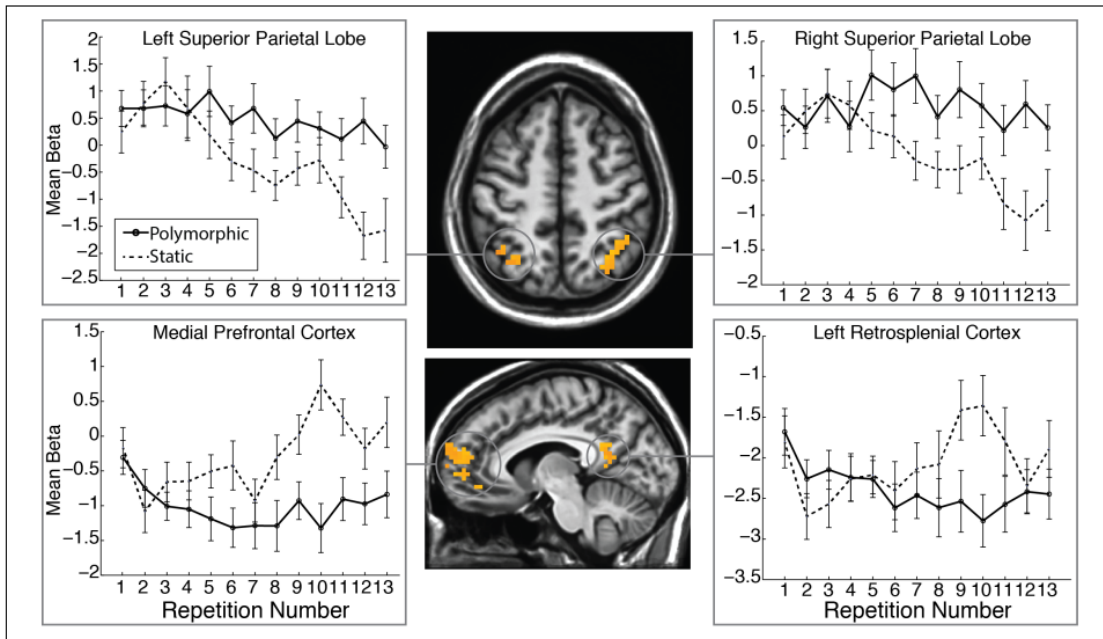 Left Superior Parietal Lobe
2
1.5
1
0.5
0
−0.5
−1
−1.5
−2
−2.5
Mean Beta
Polymorphic
Static
1 2 3 4 5 6 7 8 9 10 11 12 13
Right Superior Parietal Lobe
1.5
1
0.5
0
−0.5
−1
−1.5
−2
1 2 3 4 5 6 7 8 9 10 11 12 13
Medial Prefrontal Cortex
1.5
1
0.5
0
−0.5
−1
−1.5
−2
Mean Beta
1 2 3 4 5 6 7 8 9 10 11 12 13
Repetition Number
Left Retrosplenial Cortex
−0.5
−1
−1.5
−2
−2.5
−3
−3.5
1 2 3 4 5 6 7 8 9 10 11 12 13
Repetition Number